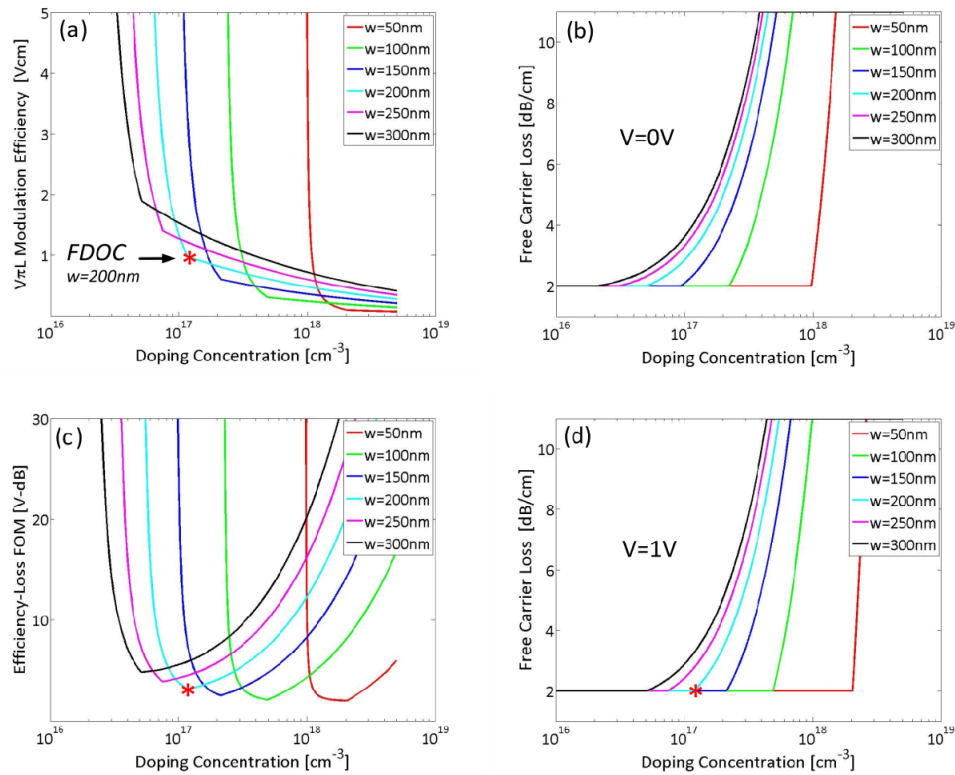 (a)
VπL Modulation Efficiency [Vcm]
5
4
3
2
1
w=50nm
w=100nm
w=150nm
w=200nm
w=250nm
w=300nm
FDOC
w=200nm
*
10^16
10^17
10^18
10^19
Doping Concentration [cm^-3]
(b)
Free Carrier Loss [dB/cm]
10
8
6
4
2
V=0V
w=50nm
w=100nm
w=150nm
w=200nm
w=250nm
w=300nm
10^16
10^17
10^18
10^19
Doping Concentration [cm^-3]
(c)
Efficiency-Loss FOM [V-dB]
30
20
10
w=50nm
w=100nm
w=150nm
w=200nm
w=250nm
w=300nm
*
10^16
10^17
10^18
10^19
Doping Concentration [cm^-3]
(d)
Free Carrier Loss [dB/cm]
10
8
6
4
2
V=1V
w=50nm
w=100nm
w=150nm
w=200nm
w=250nm
w=300nm
*
10^16
10^17
10^18
10^19
Doping Concentration [cm^-3]